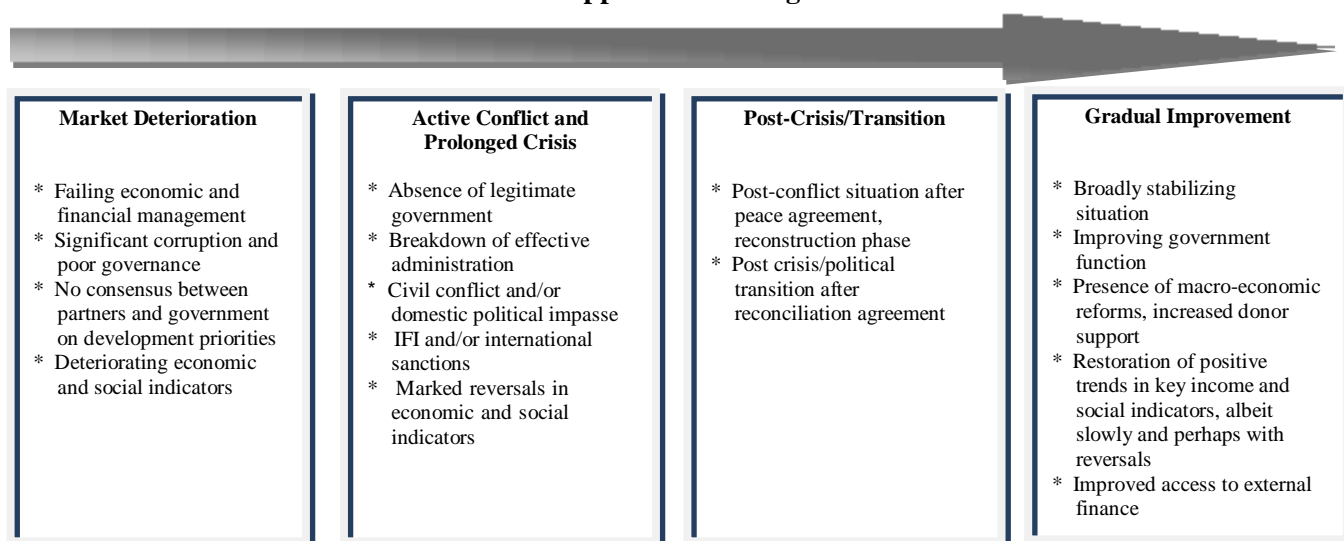 Market Deterioration
* Failing economic and
financial management
* Significant corruption and
poor governance
* No consensus between
partners and government
on development priorities
* Deteriorating economic
and social indicators
Active Conflict and
Prolonged Crisis
* Absence of legitimate
government
* Breakdown of effective
administration
* Civil conflict and/or
domestic political impasse
* IFI and/or international
sanctions
* Marked reversals in
economic and social
indicators
Post-Crisis/Transition
* Post-conflict situation after
peace agreement,
reconstruction phase
* Post crisis/political
transition after
reconciliation agreement
Gradual Improvement
* Broadly stabilizing
situation
* Improving government
function
* Presence of macro-economic
reforms, increased donor
support
* Restoration of positive
trends in key income and
social indicators, albeit
slowly and perhaps with
reversals
* Improved access to external
finance